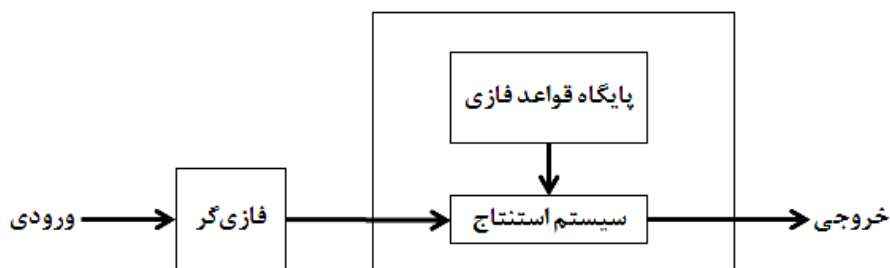 پایگاه قواعد فازی
ورودی
فازی‌گر
سیستم استنتاج
خروجی